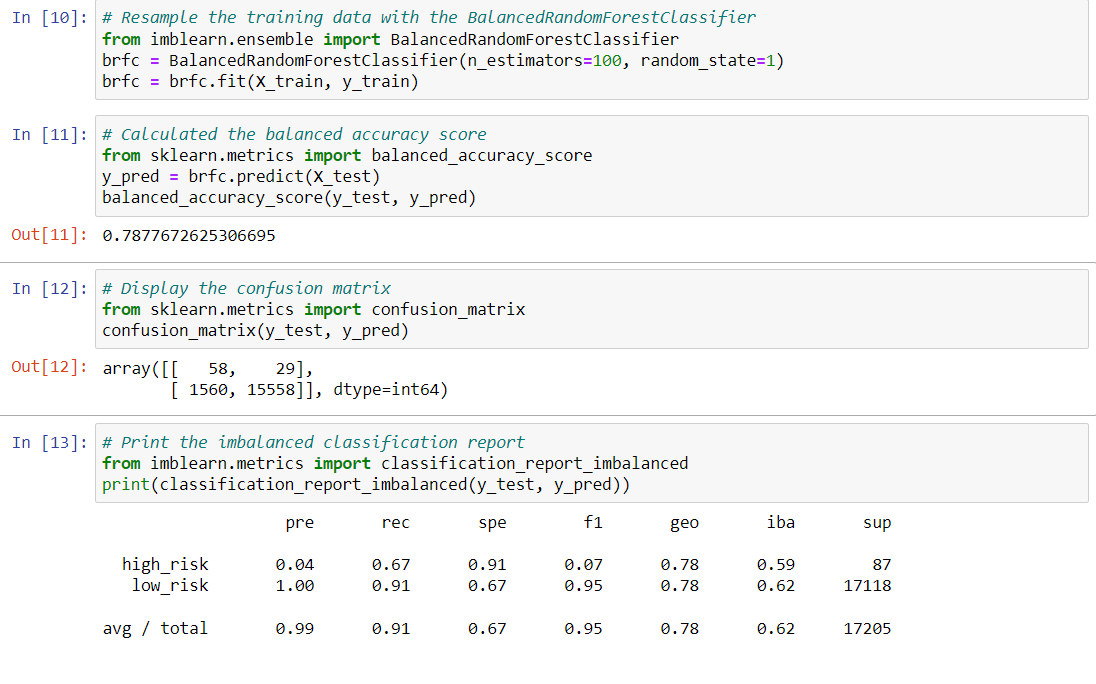 In [10]: # Resample the training data with the BalancedRandomForestClassifier
from imblearn.ensemble import BalancedRandomForestClassifier
brfc = BalancedRandomForestClassifier(n_estimators=100, random_state=1)
brfc = brfc.fit(X_train, y_train)
In [11]: # Calculated the balanced accuracy score
from sklearn.metrics import balanced_accuracy_score
y_pred = brfc.predict(X_test)
balanced_accuracy_score(y_test, y_pred)
Out[11]: 0.7877672625306695
In [12]: # Display the confusion matrix
from sklearn.metrics import confusion_matrix
confusion_matrix(y_test, y_pred)
Out[12]: array([[   58,    29],
       [ 1560, 15558]], dtype=int64)
In [13]: # Print the imbalanced classification report
from imblearn.metrics import classification_report_imbalanced
print(classification_report_imbalanced(y_test, y_pred))
pre rec spe f1 geo iba sup
high_risk 0.04 0.67 0.91 0.07 0.78 0.59 87
low_risk 1.00 0.91 0.67 0.95 0.78 0.62 17118
avg / total 0.99 0.91 0.67 0.95 0.78 0.62 17205